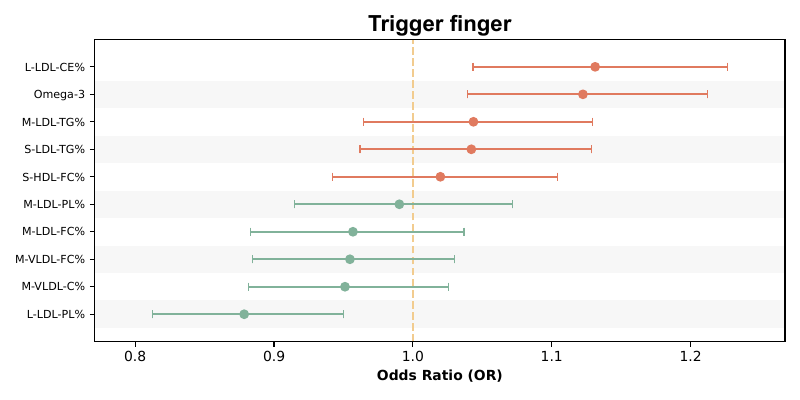 Trigger finger
L-LDL-CE%
Omega-3
M-LDL-TG%
S-LDL-TG%
S-HDL-FC%
M-LDL-PL%
M-LDL-FC%
M-VLDL-FC%
M-VLDL-C%
L-LDL-PL%
0.8 0.9 1.0 1.1 1.2
Odds Ratio (OR)